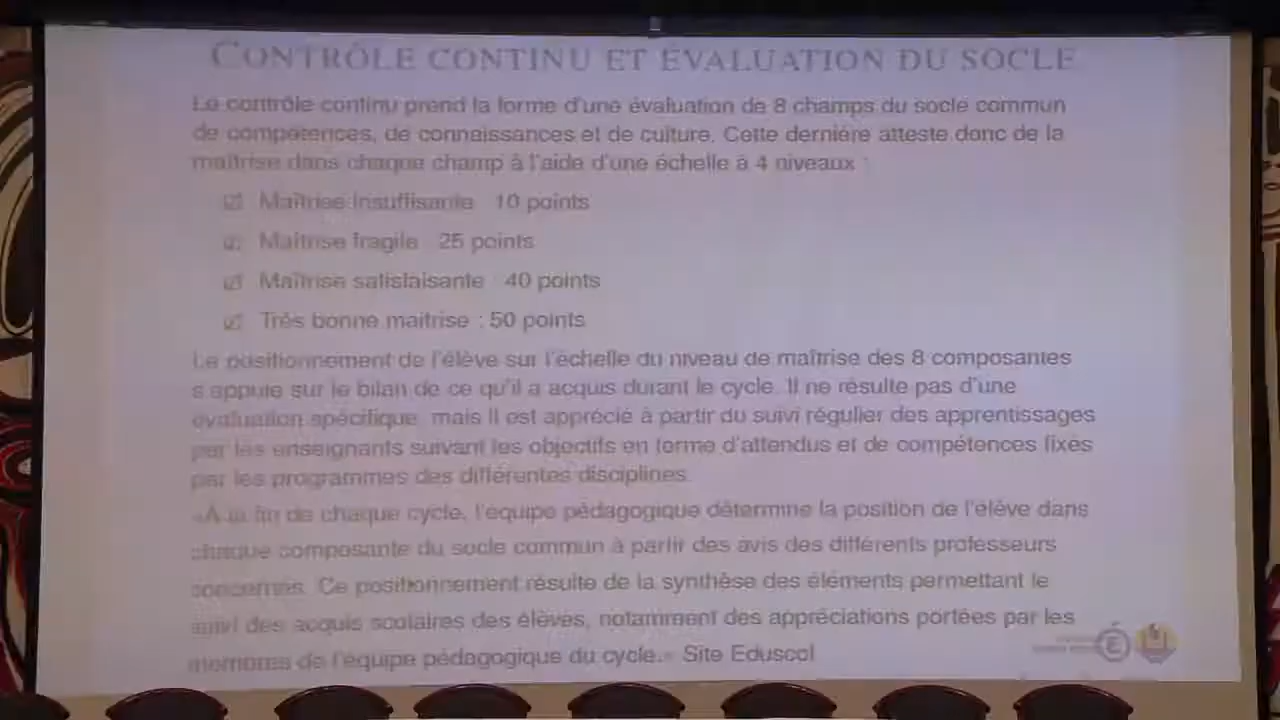 CONTRÔLE CONTINU ET ÉVALUATION DU SOCLE
Le contrôle continu prend la forme d'une évaluation de 8 champs du socle commun
de compétences, de connaissances et de culture. Cette dernière atteste donc de la
maîtrise dans chaque champ à l'aide d'une échelle à 4 niveaux :
Maîtrise insuffisante : 10 points
Maîtrise fragile : 25 points
Maîtrise satisfaisante : 40 points
Très bonne maîtrise : 50 points
Le positionnement de l'élève sur l'échelle du niveau de maîtrise des 8 composantes
s'appuie sur le bilan de ce qu'il a acquis durant le cycle. Il ne résulte pas d'une
évaluation spécifique, mais il est apprécié à partir du suivi régulier des apprentissages
par les enseignants suivant les objectifs en terme d'attendus et de compétences fixés
par les programmes des différentes disciplines.
«A la fin de chaque cycle, l'équipe pédagogique détermine la position de l'élève dans
chaque composante du socle commun à partir des avis des différents professeurs
concernés. Ce positionnement résulte de la synthèse des éléments permettant le
suivi des acquis scolaires des élèves, notamment des appréciations portées par les
membres de l'équipe pédagogique du cycle.» Site Eduscol